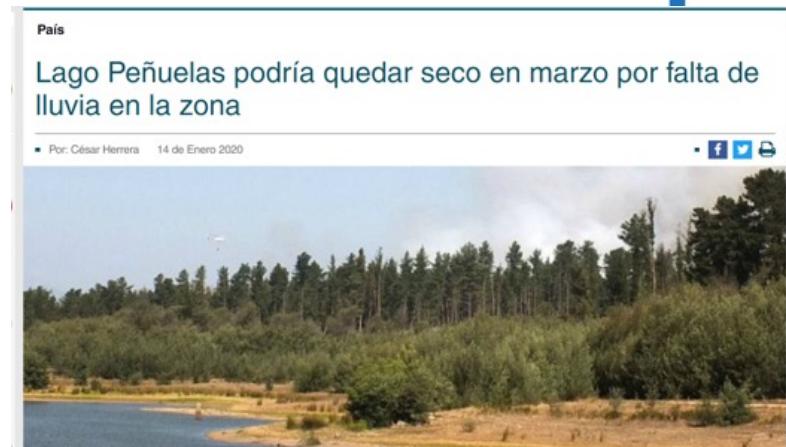 País
Lago Peñuelas podría quedar seco en marzo por falta de
lluvia en la zona
Por: César Herrera 14 de Enero 2020